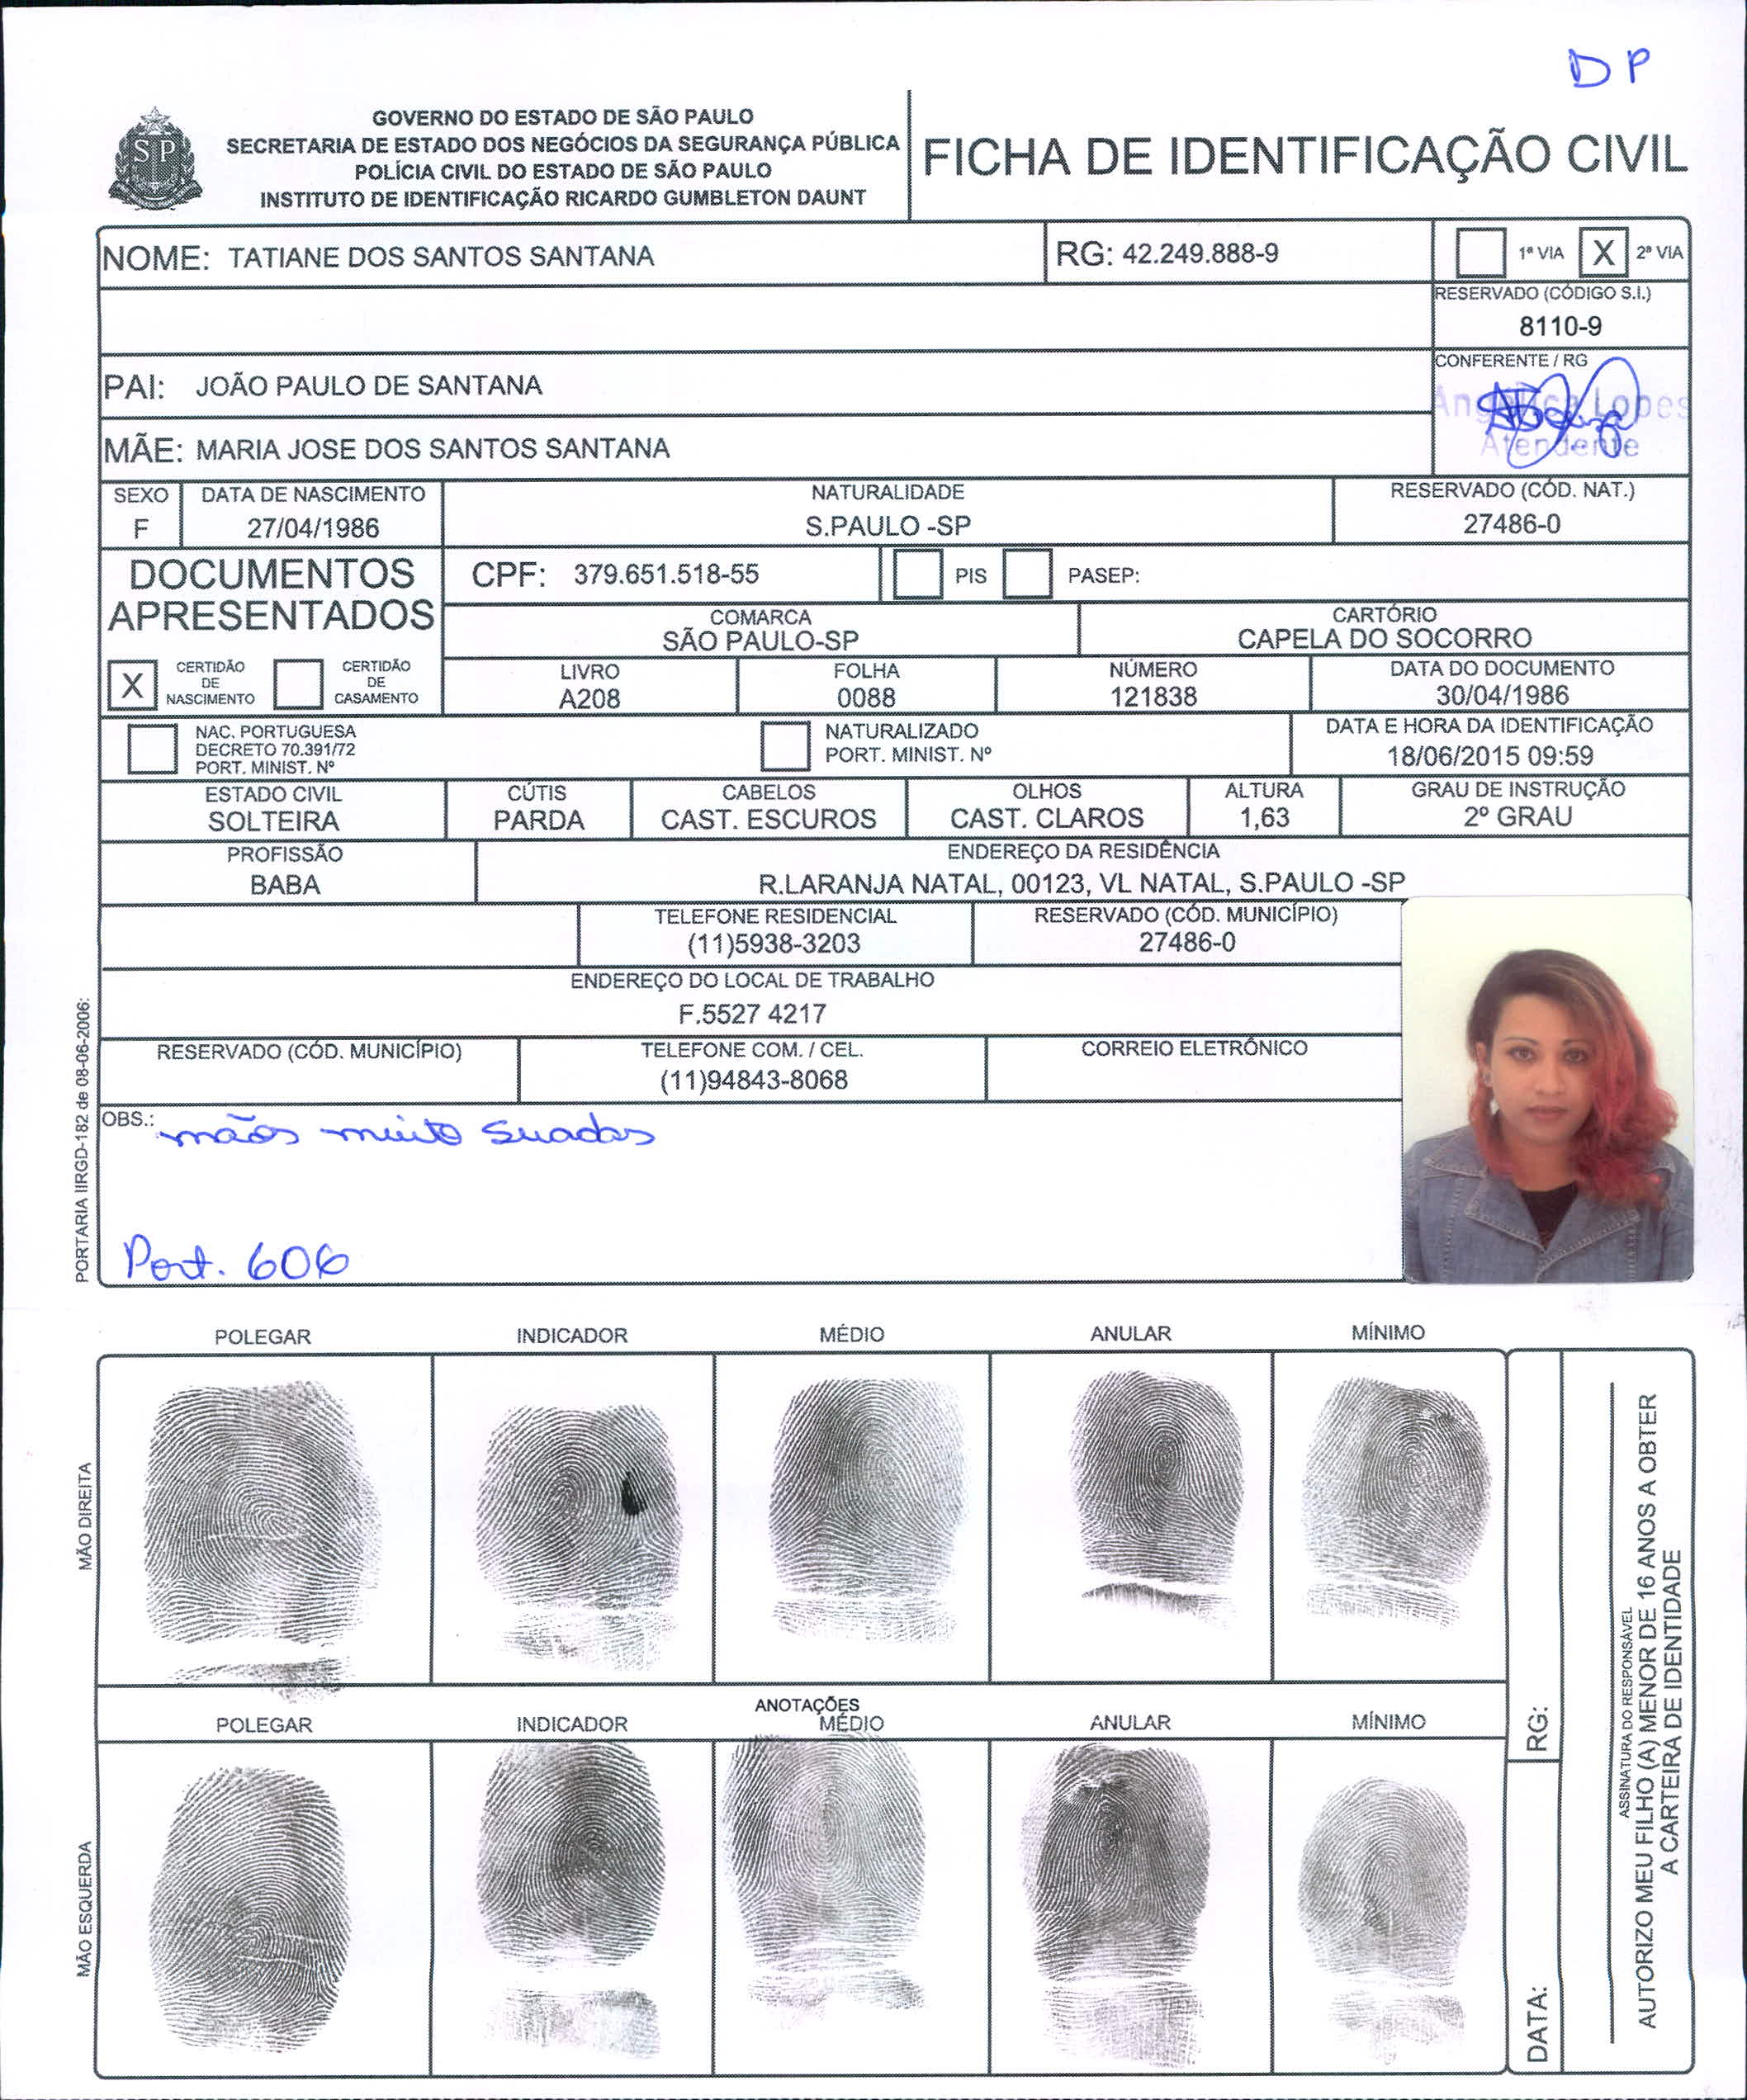 DP
SP
GOVERNO DO ESTADO DE SÃO PAULO
SECRETARIA DE ESTADO DOS NEGÓCIOS DA SEGURANÇA PÚBLICA
POLÍCIA CIVIL DO ESTADO DE SÃO PAULO
INSTITUTO DE IDENTIFICAÇÃO RICARDO GUMBLETON DAUNT
FICHA DE IDENTIFICAÇÃO CIVIL
NOME: TATIANE DOS SANTOS SANTANA
RG: 42.249.888-9
1ª VIA X 2ª VIA
RESERVADO (CÓDIGO S.I.)
8110-9
PAI: JOÃO PAULO DE SANTANA
CONFERENTE / RG
Angélica Lopes
Atendente
MÃE: MARIA JOSE DOS SANTOS SANTANA
SEXO
F
DATA DE NASCIMENTO
27/04/1986
NATURALIDADE
S.PAULO -SP
RESERVADO (CÓD. NAT.)
27486-0
DOCUMENTOS
APRESENTADOS
CPF: 379.651.518-55
PIS
PASEP:
COMARCA
SÃO PAULO-SP
CARTÓRIO
CAPELA DO SOCORRO
X
CERTIDÃO
DE
NASCIMENTO
CERTIDÃO
DE
CASAMENTO
LIVRO
A208
FOLHA
0088
NÚMERO
121838
DATA DO DOCUMENTO
30/04/1986
NAC. PORTUGUESA
DECRETO 70.391/72
PORT. MINIST. Nº
NATURALIZADO
PORT. MINIST. Nº
DATA E HORA DA IDENTIFICAÇÃO
18/06/2015 09:59
ESTADO CIVIL
SOLTEIRA
CÚTIS
PARDA
CABELOS
CAST. ESCUROS
OLHOS
CAST. CLAROS
ALTURA
1,63
GRAU DE INSTRUÇÃO
2º GRAU
PROFISSÃO
BABA
ENDEREÇO DA RESIDÊNCIA
R.LARANJA NATAL, 00123, VL NATAL, S.PAULO -SP
TELEFONE RESIDENCIAL
(11)5938-3203
RESERVADO (CÓD. MUNICÍPIO)
27486-0
ENDEREÇO DO LOCAL DE TRABALHO
F.5527 4217
RESERVADO (CÓD. MUNICÍPIO)
TELEFONE COM. / CEL.
(11)94843-8068
CORREIO ELETRÔNICO
OBS.: mãos muito suadas
Port. 606
PORTARIA IIRGD-182 de 08-06-2006:
POLEGAR
INDICADOR
MÉDIO
ANULAR
MÍNIMO
MÃO DIREITA
ANOTAÇÕES
POLEGAR
INDICADOR
MÉDIO
ANULAR
MÍNIMO
MÃO ESQUERDA
RG:
DATA:
ASSINATURA DO RESPONSÁVEL
AUTORIZO MEU FILHO (A) MENOR DE 16 ANOS A OBTER
A CARTEIRA DE IDENTIDADE